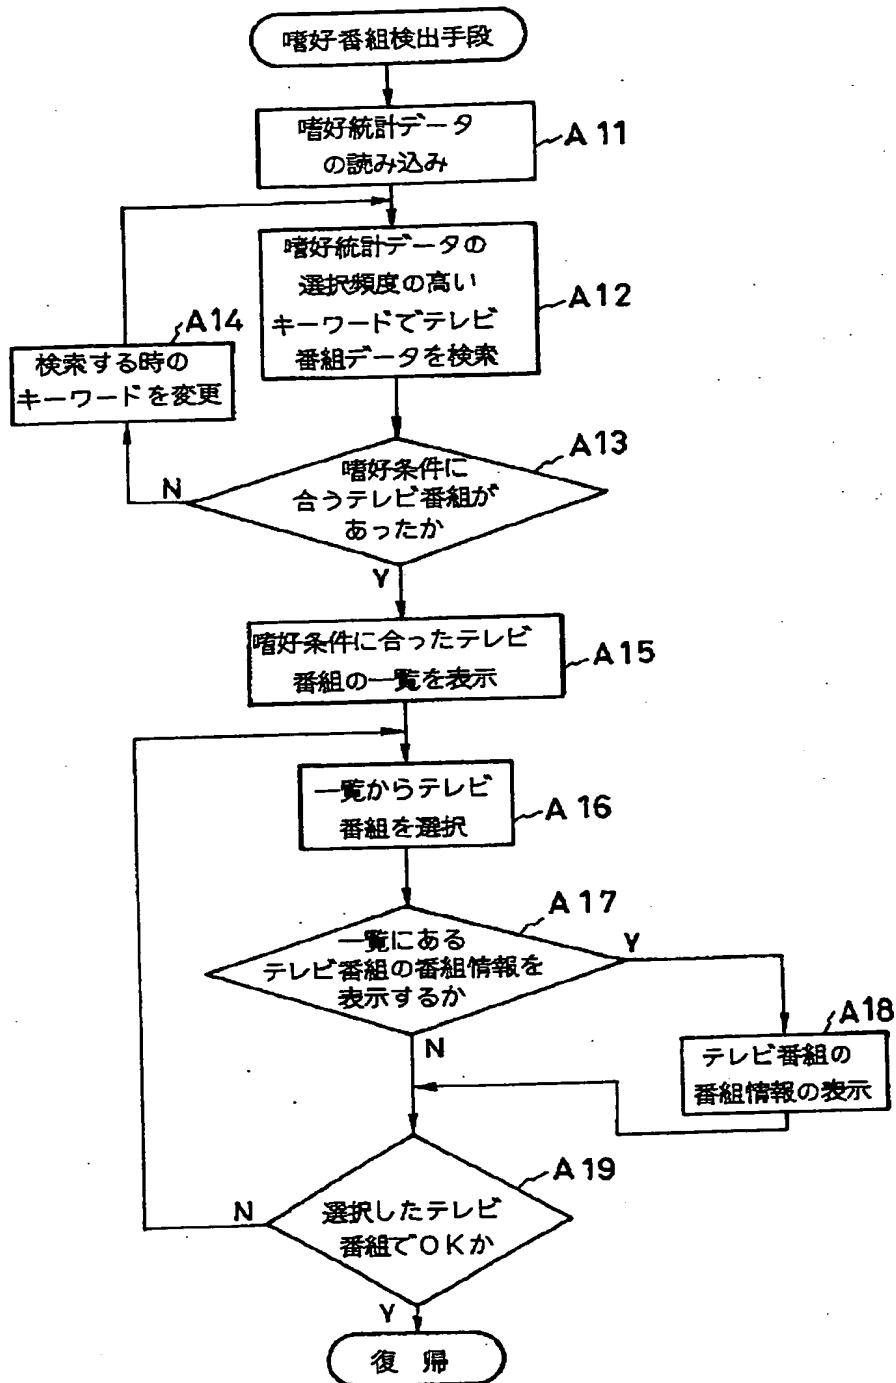 嗜好番組検出手段
嗜好統計データ
の読み込み
A11
嗜好統計データの
選択頻度の高い
キーワードでテレビ
番組データを検索
A12
A14
検索する時の
キーワードを変更
A13
嗜好条件に
合うテレビ番組が
あったか
N
Y
嗜好条件に合ったテレビ
番組の一覧を表示
A15
一覧からテレビ
番組を選択
A16
A17
一覧にある
テレビ番組の番組情報を
表示するか
Y
N
A18
テレビ番組の
番組情報の表示
A19
選択したテレビ
番組でOKか
N
Y
復帰